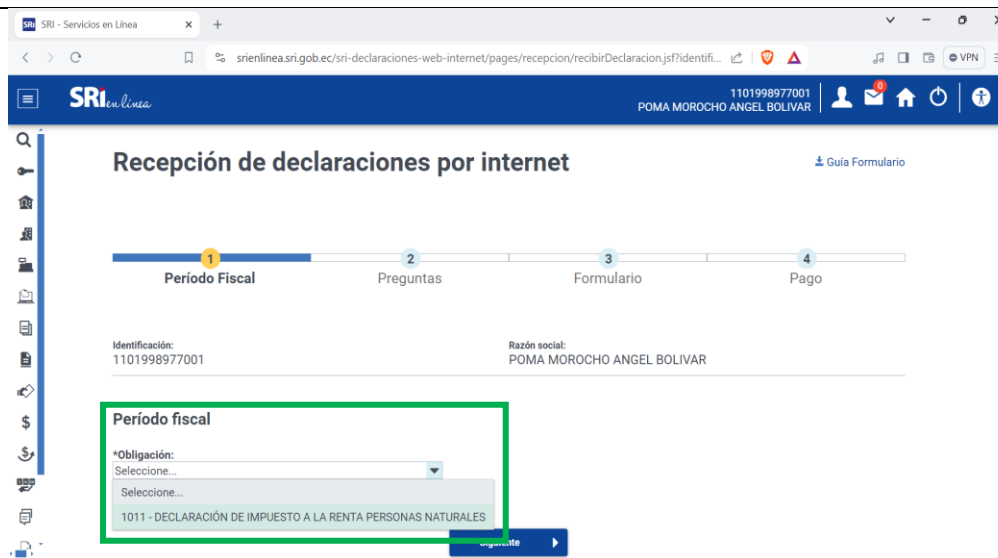 SRi SRI - Servicios en Línea
srienlinea.sri.gob.ec/sri-declaraciones-web-internet/pages/recepcion/recibirDeclaracion.jsf?identifi...
VPN
SRi en línea
1101998977001
POMA MOROCHO ANGEL BOLIVAR
0
Recepción de declaraciones por internet
Guía Formulario
1 2 3 4
Período Fiscal Preguntas Formulario Pago
Identificación: Razón social:
1101998977001 POMA MOROCHO ANGEL BOLIVAR
Período fiscal
*Obligación:
Seleccione...
Seleccione...
1011 - DECLARACIÓN DE IMPUESTO A LA RENTA PERSONAS NATURALES
Siguiente